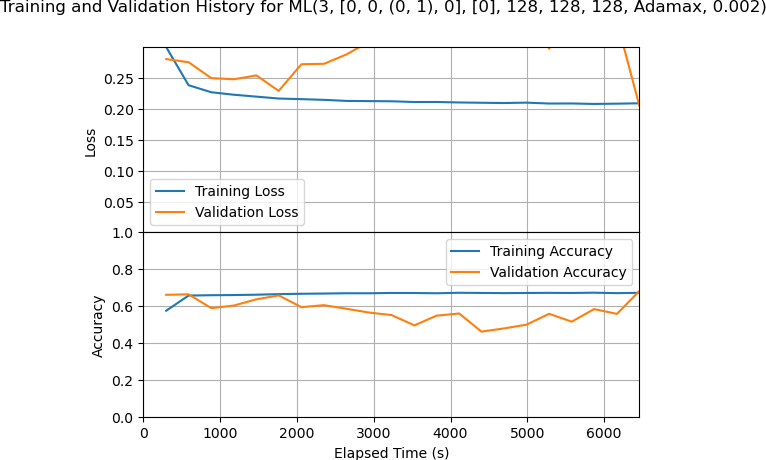 Training and Validation History for ML(3, [0, 0, (0, 1), 0], [0], 128, 128, 128, Adamax, 0.002)
0.25
0.20
0.15
0.10
0.05
Loss
Training Loss
Validation Loss
1.0
0.8
0.6
0.4
0.2
0.0
Accuracy
Training Accuracy
Validation Accuracy
0 1000 2000 3000 4000 5000 6000
Elapsed Time (s)